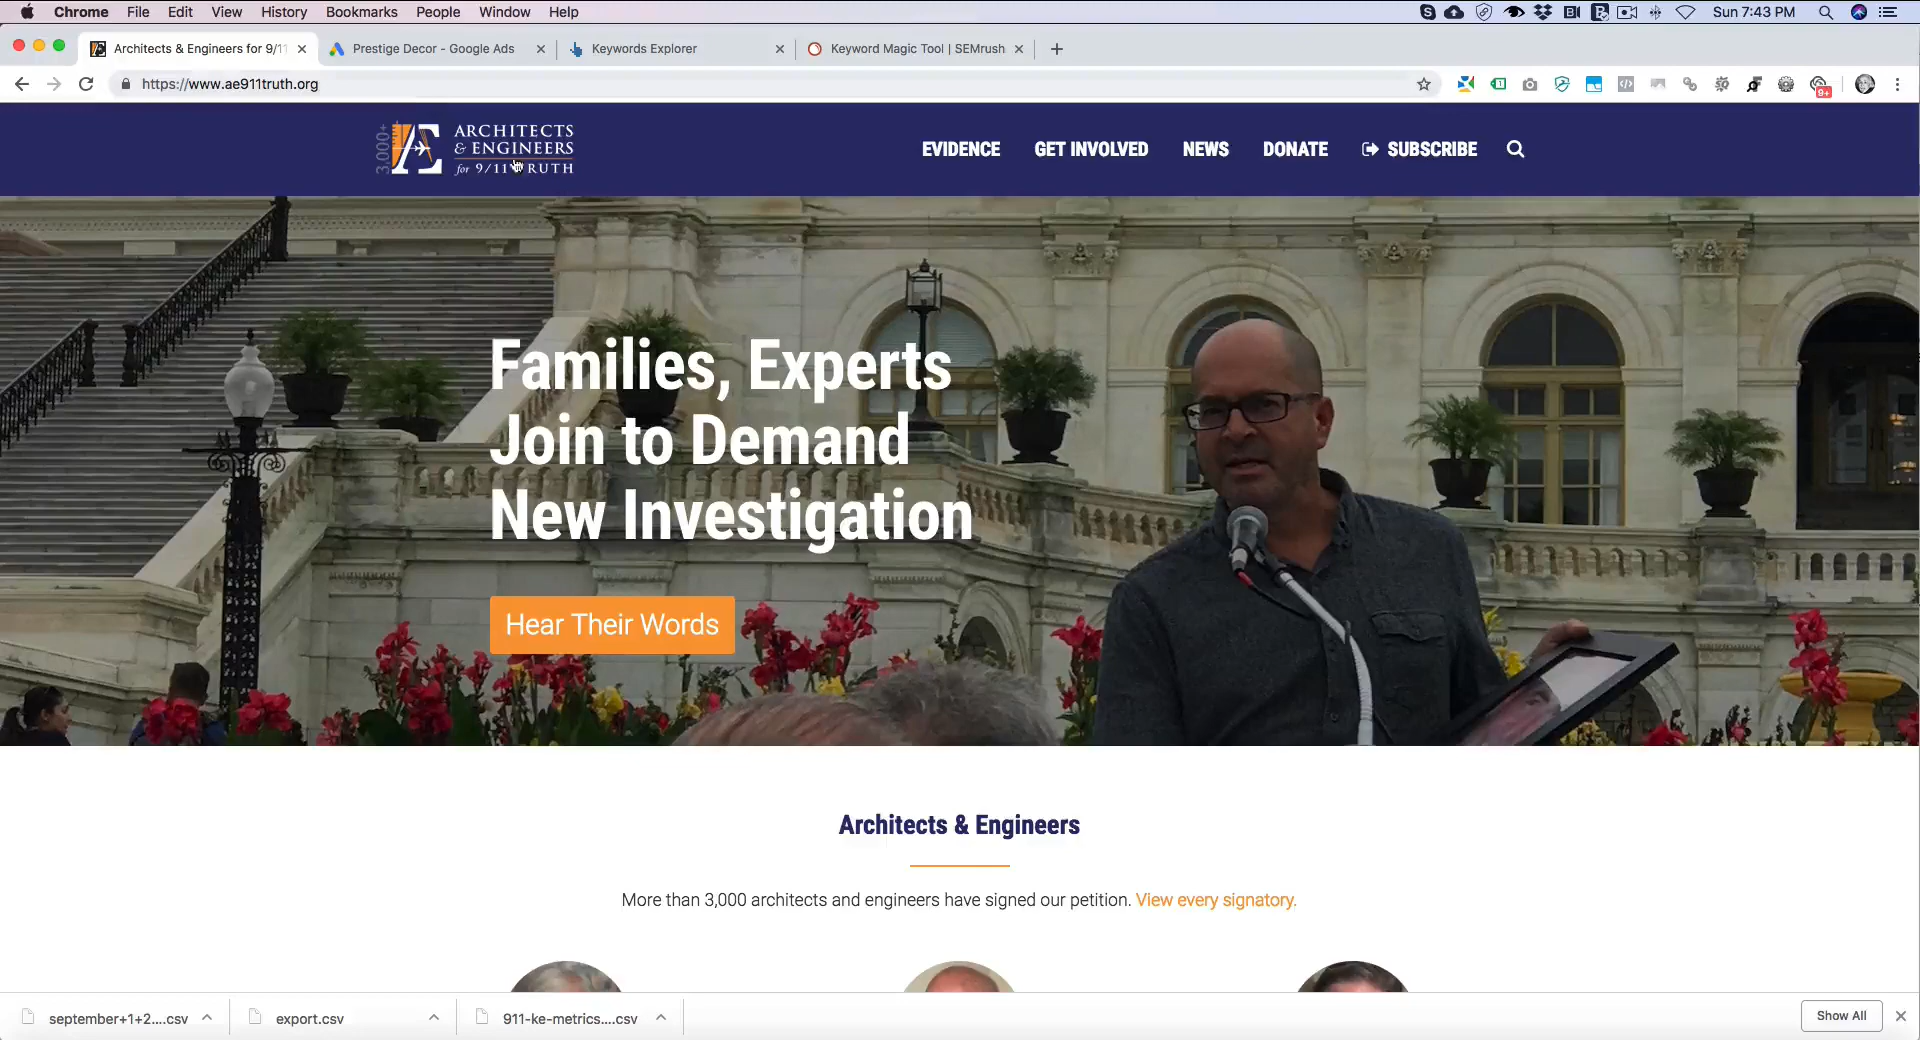 Chrome File Edit View History Bookmarks People Window Help
Sun 7:43 PM
Architects & Engineers for 9/11
Prestige Decor - Google Ads
Keywords Explorer
Keyword Magic Tool | SEMrush
https://www.ae911truth.org
9+
3,000+
AE
ARCHITECTS
& ENGINEERS
for 9/11 TRUTH
EVIDENCE
GET INVOLVED
NEWS
DONATE
SUBSCRIBE
Families, Experts
Join to Demand
New Investigation
Hear Their Words
Architects & Engineers
More than 3,000 architects and engineers have signed our petition. View every signatory.
september+1+2....csv
export.csv
911-ke-metrics....csv
Show All